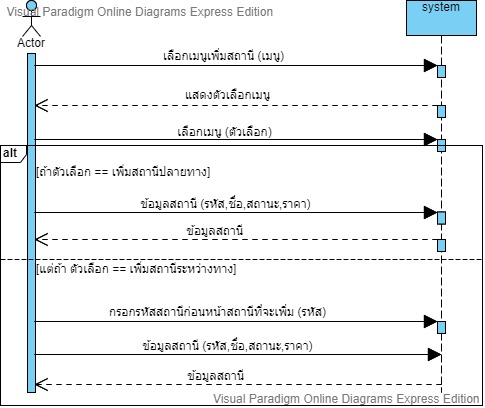 Visual Paradigm Online Diagrams Express Edition
system
Actor
เลือกเมนูเพิ่มสถานี (เมนู)
แสดงตัวเลือกเมนู
เลือกเมนู (ตัวเลือก)
alt
[ถ้าตัวเลือก == เพิ่มสถานีปลายทาง]
ข้อมูลสถานี (รหัส,ชื่อ,สถานะ,ราคา)
ข้อมูลสถานี
[แต่ถ้า ตัวเลือก == เพิ่มสถานีระหว่างทาง]
กรอกรหัสสถานีก่อนหน้าสถานีที่จะเพิ่ม (รหัส)
ข้อมูลสถานี (รหัส,ชื่อ,สถานะ,ราคา)
ข้อมูลสถานี
Visual Paradigm Online Diagrams Express Edition